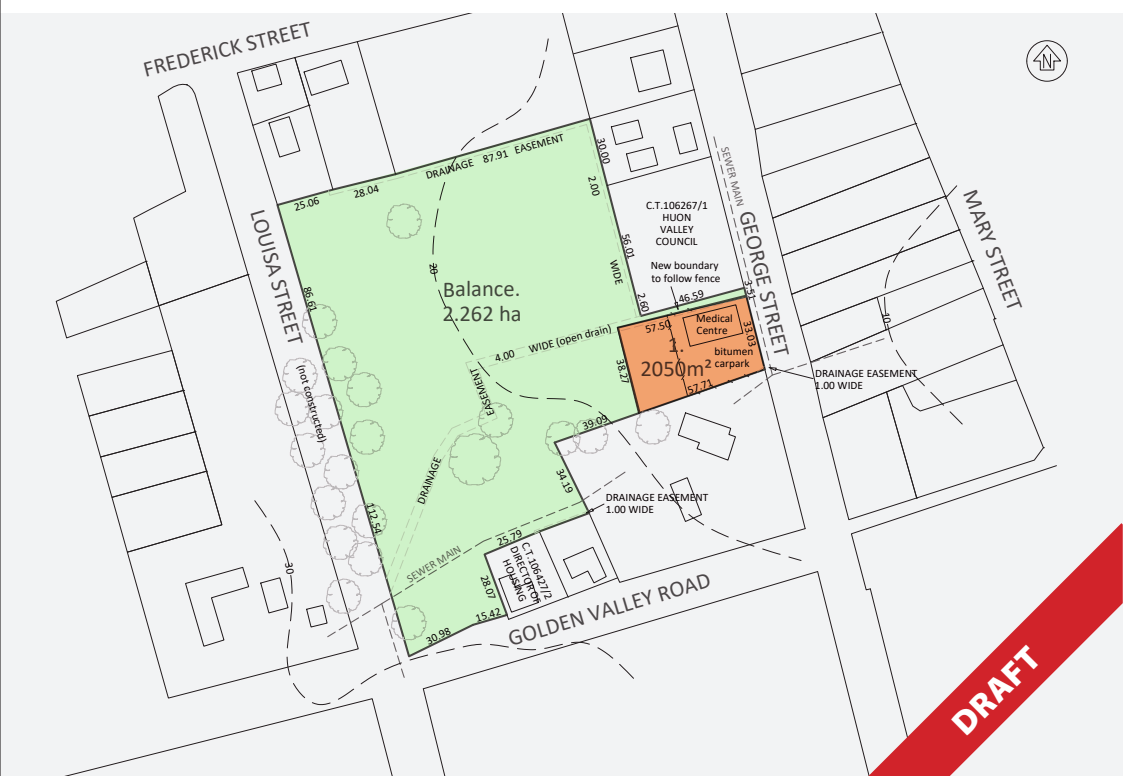 FREDERICK STREET
N
DRAINAGE 87.91 EASEMENT
30.00
28.04
25.06
2.00
SEWER MAIN
C.T.106267/1
HUON
VALLEY
COUNCIL
MARY STREET
LOUISA STREET
GEORGE STREET
56.01
WIDE
New boundary
to follow fence
20
Balance.
2.262 ha
86.61
2.60
46.59
3.51
10
57.50
Medical
Centre
33.03
4.00 WIDE (open drain)
1.
2050m²
bitumen
carpark
38.27
57.71
DRAINAGE EASEMENT
1.00 WIDE
(not constructed)
EASEMENT
39.09
DRAINAGE
34.19
DRAINAGE EASEMENT
1.00 WIDE
112.54
25.79
SEWER MAIN
C.T.106427/2
DIRECTOR OF
HOUSING
30
28.07
15.42
30.98
GOLDEN VALLEY ROAD
DRAFT